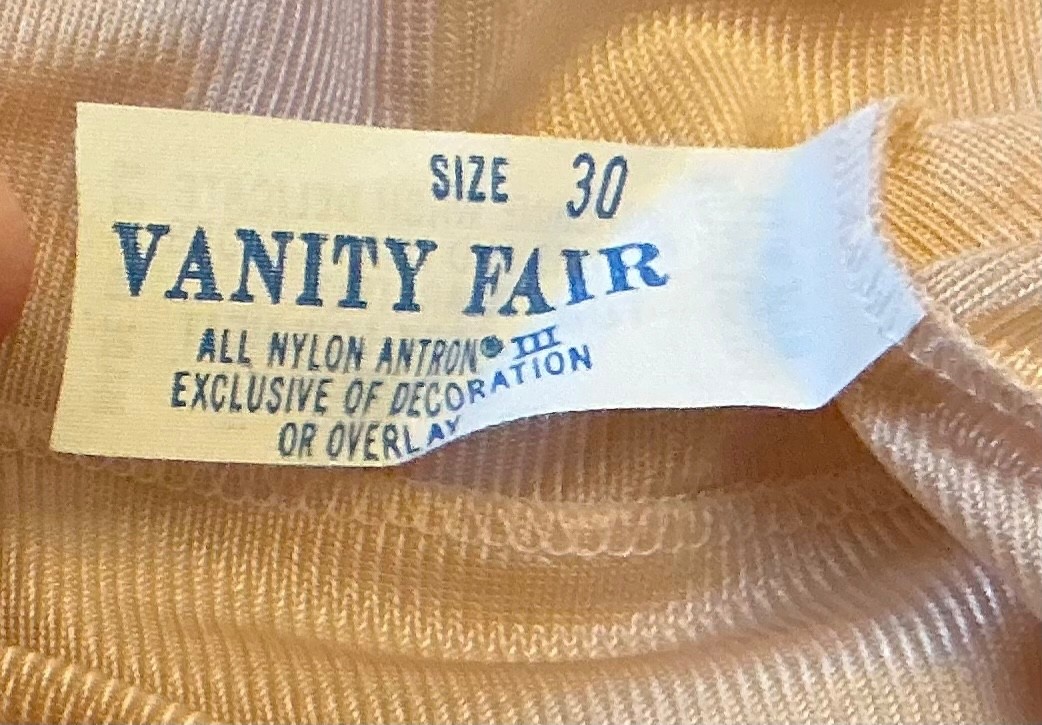 SIZE 30
VANITY FAIR
ALL NYLON ANTRON® III
EXCLUSIVE OF DECORATION
OR OVERLAY